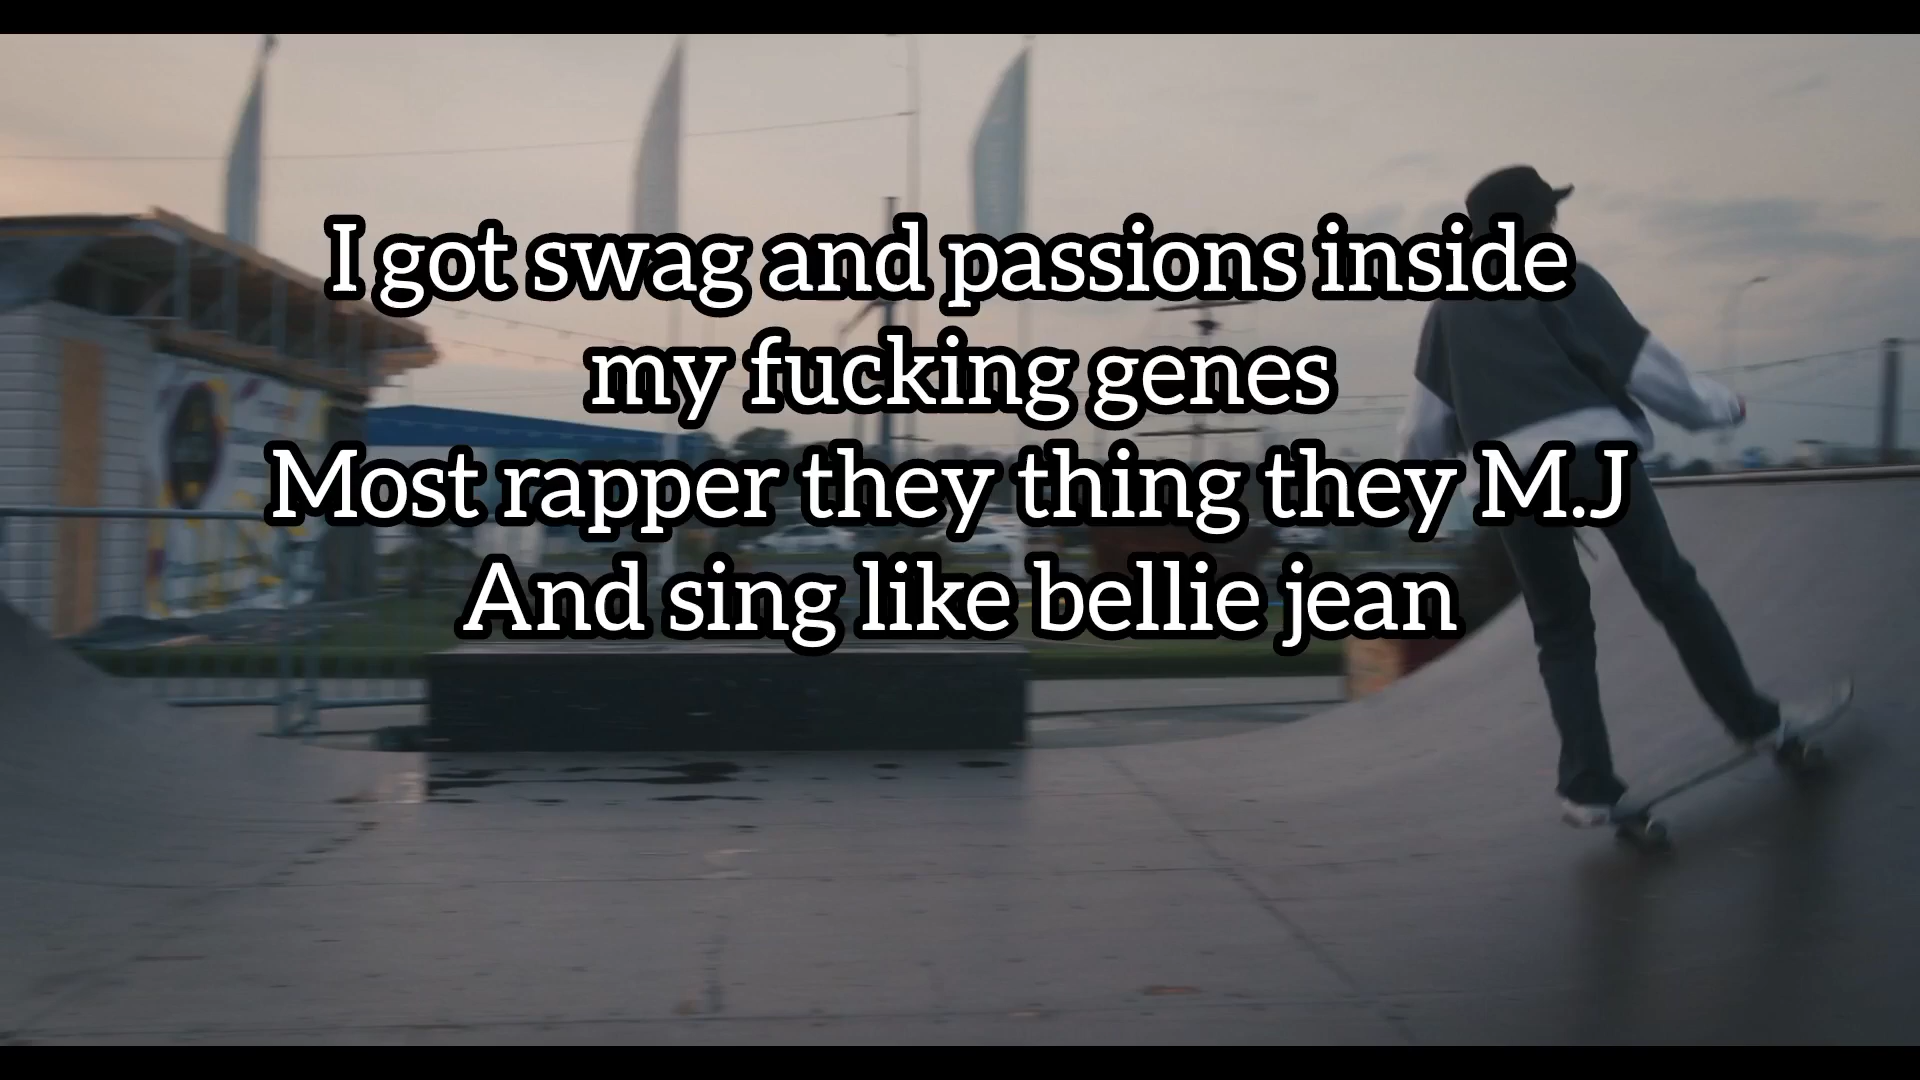 I got swag and passions inside
my fucking genes
Most rapper they thing they M.J
And sing like bellie jean